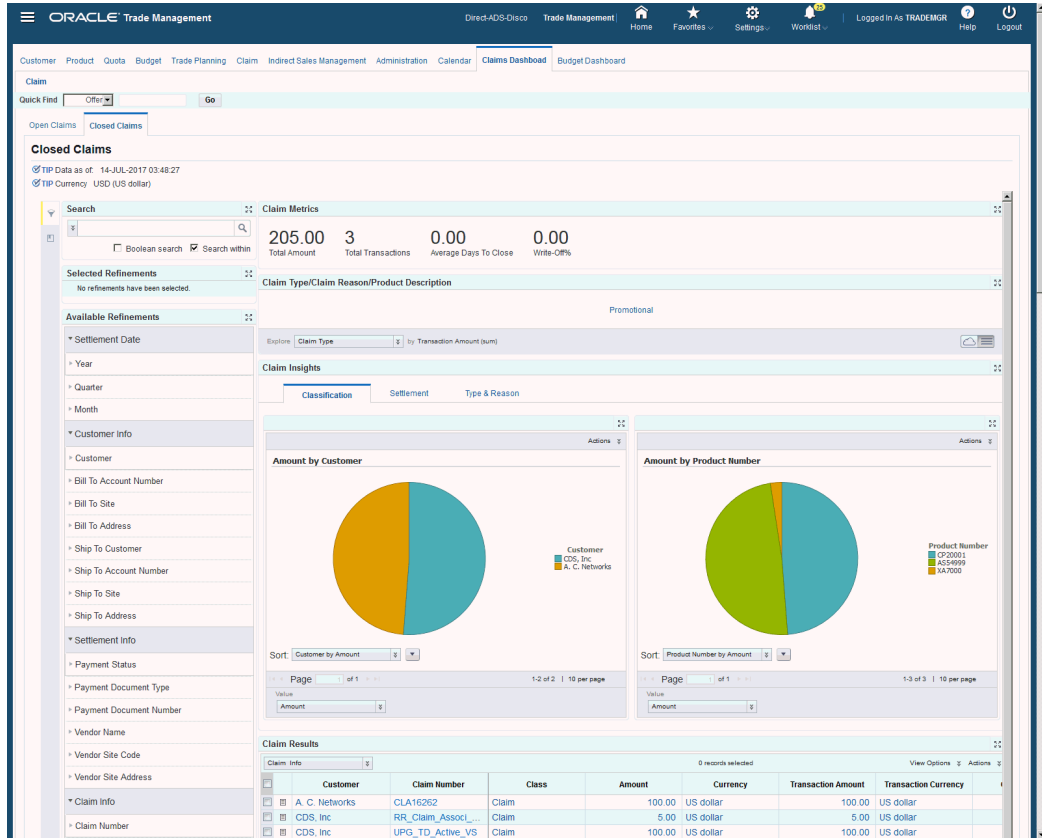 ORACLE® Trade Management
Direct-ADS-Disco Trade Management Home Favorites Settings 25 Worklist Logged In As TRADEMGR ? Help Logout
Customer Product Quota Budget Trade Planning Claim Indirect Sales Management Administration Calendar Claims Dashboad Budget Dashboard
Claim
Quick Find Offer Go
Open Claims Closed Claims
Closed Claims
TIP Data as of: 14-JUL-2017 03:48:27
TIP Currency USD (US dollar)
Search
Boolean search Search within
Selected Refinements
No refinements have been selected.
Available Refinements
Settlement Date
Year
Quarter
Month
Customer Info
Customer
Bill To Account Number
Bill To Site
Bill To Address
Ship To Customer
Ship To Account Number
Ship To Site
Ship To Address
Settlement Info
Payment Status
Payment Document Type
Payment Document Number
Vendor Name
Vendor Site Code
Vendor Site Address
Claim Info
Claim Number
Claim Metrics
205.00 3 0.00 0.00
Total Amount Total Transactions Average Days To Close Write-Off%
Claim Type/Claim Reason/Product Description
Promotional
Explore Claim Type by Transaction Amount (sum)
Claim Insights
Classification Settlement Type & Reason
Actions
Amount by Customer
Customer
CDS, Inc
A. C. Networks
Sort: Customer by Amount
Page 1 of 1 1-2 of 2 | 10 per page
Value
Amount
Actions
Amount by Product Number
Product Number
CP20001
AS54999
XA7000
Sort: Product Number by Amount
Page 1 of 1 1-3 of 3 | 10 per page
Value
Amount
Claim Results
Claim Info 0 records selected View Options Actions
Customer Claim Number Class Amount Currency Transaction Amount Transaction Currency
A. C. Networks CLA16262 Claim 100.00 US dollar 100.00 US dollar
CDS, Inc RR_Claim_Associ_... Claim 5.00 US dollar 5.00 US dollar
CDS, Inc UPG_TD_Active_VS Claim 100.00 US dollar 100.00 US dollar